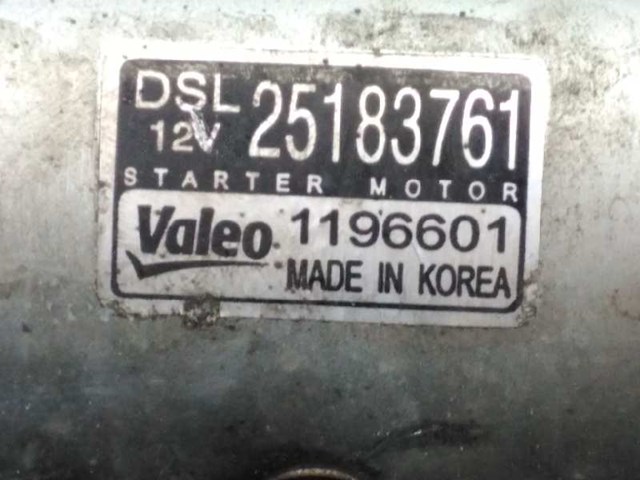 DSL 25183761
12V
STARTER MOTOR
Valeo 1196601
MADE IN KOREA